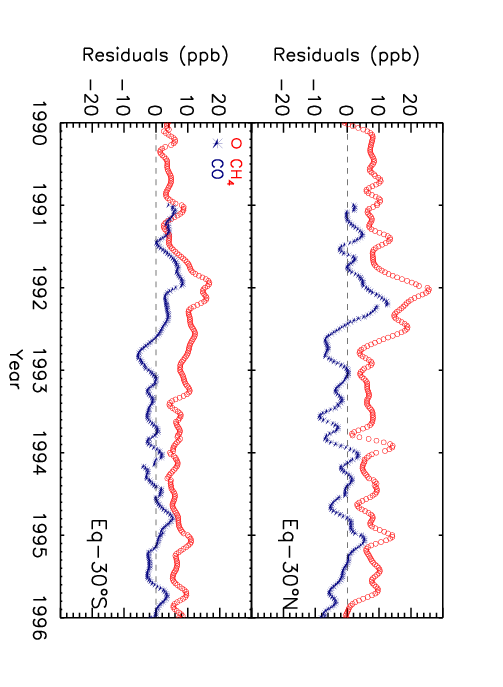 Residuals (ppb)
Residuals (ppb)
−20 −10 0 10 20
−20 −10 0 10 20
1990
1991
1992
1993
1994
1995
1996
Year
○ CH₄
* CO
Eq−30°N
Eq−30°S